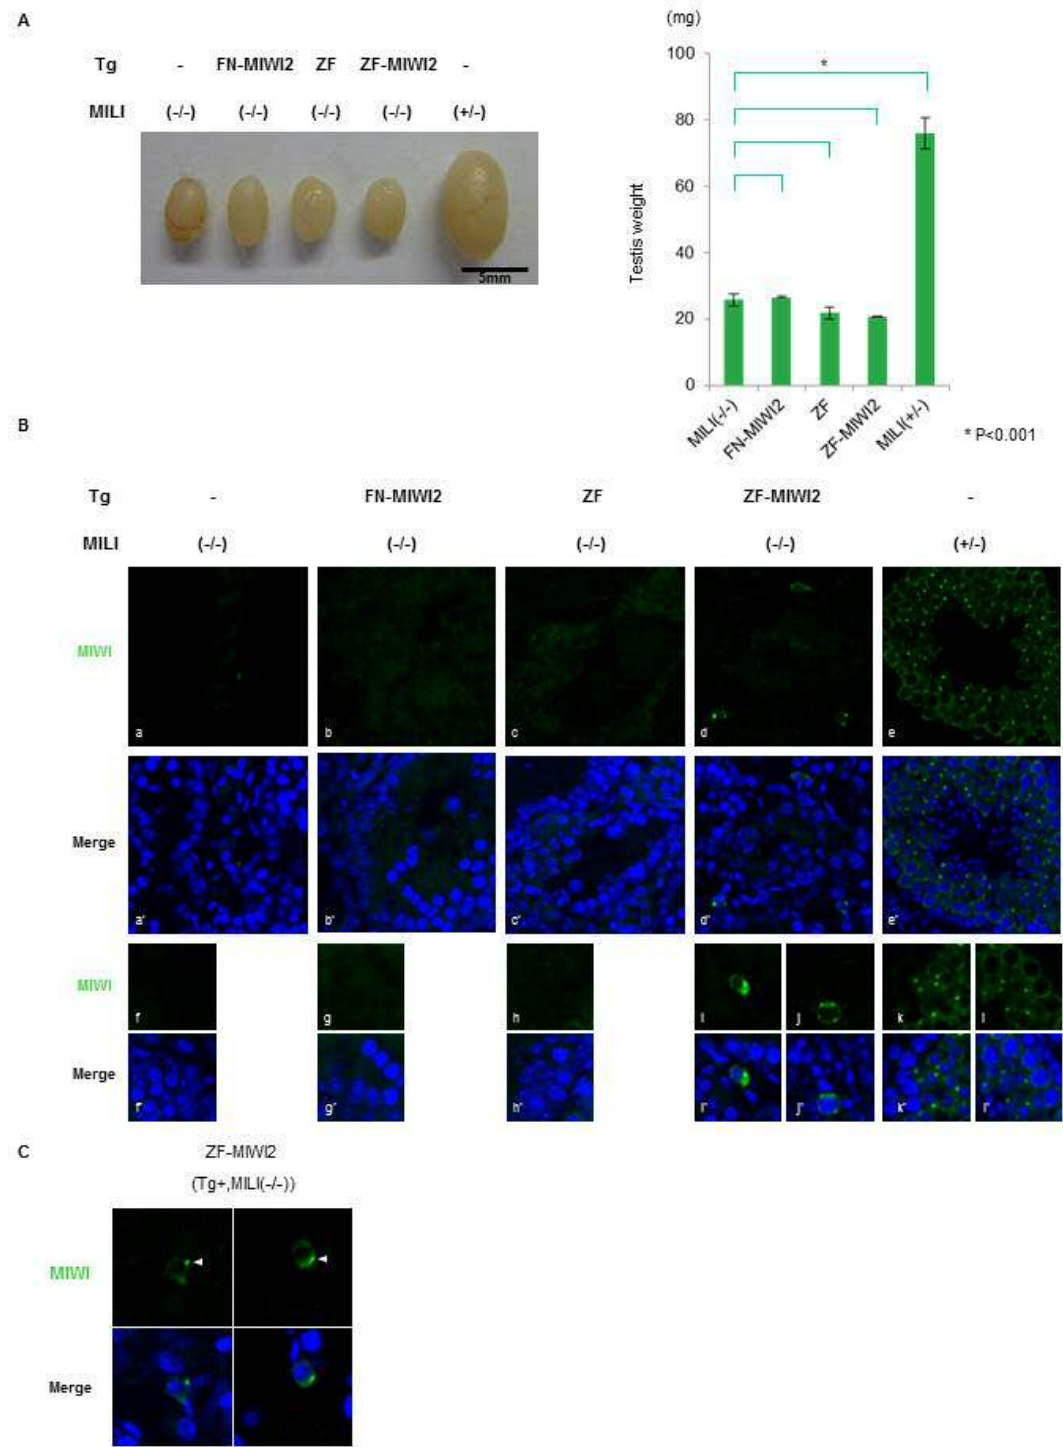 A
Tg - FN-MIWI2 ZF ZF-MIWI2 -
MILI (-/-) (-/-) (-/-) (-/-) (+/-)
5mm
(mg)
100
80
60
40
20
0
Testis weight
*
MILI(-/-)
FN-MIWI2
ZF
ZF-MIWI2
MILI(+/-)
* P<0.001
B
Tg - FN-MIWI2 ZF ZF-MIWI2 -
MILI (-/-) (-/-) (-/-) (-/-) (+/-)
MIWI
a b c d e
Merge
a" b" c" d" e"
MIWI
f g h i j k l
Merge
f" g" h" i" j" k" l"
C
ZF-MIWI2
(Tg+,MILI(-/-))
MIWI
Merge